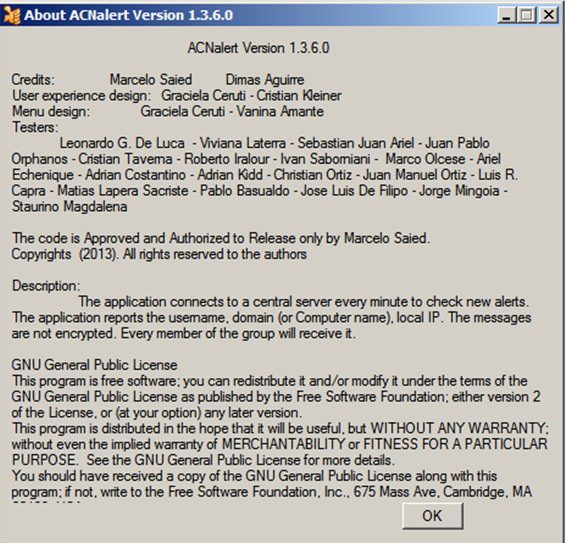 About ACNalert Version 1.3.6.0
ACNalert Version 1.3.6.0
Credits: Marcelo Saied Dimas Aguirre
User experience design: Graciela Ceruti - Cristian Kleiner
Menu design: Graciela Ceruti - Vanina Amante
Testers:
Leonardo G. De Luca - Viviana Laterra - Sebastian Juan Ariel - Juan Pablo
Orphanos - Cristian Taverna - Roberto Iralour - Ivan Saborniani - Marco Olcese - Ariel
Echenique - Adrian Costantino - Adrian Kidd - Christian Ortiz - Juan Manuel Ortiz - Luis R.
Capra - Matias Lapera Sacriste - Pablo Basualdo - Jose Luis De Filipo - Jorge Mingoia -
Staurino Magdalena
The code is Approved and Authorized to Release only by Marcelo Saied.
Copyrights (2013). All rights reserved to the authors
Description:
The application connects to a central server every minute to check new alerts.
The application reports the username, domain (or Computer name), local IP. The messages
are not encrypted. Every member of the group will receive it.
GNU General Public License
This program is free software; you can redistribute it and/or modify it under the terms of the
GNU General Public License as published by the Free Software Foundation; either version 2
of the License, or (at your option) any later version.
This program is distributed in the hope that it will be useful, but WITHOUT ANY WARRANTY;
without even the implied warranty of MERCHANTABILITY or FITNESS FOR A PARTICULAR
PURPOSE. See the GNU General Public License for more details.
You should have received a copy of the GNU General Public License along with this
program; if not, write to the Free Software Foundation, Inc., 675 Mass Ave, Cambridge, MA
OK